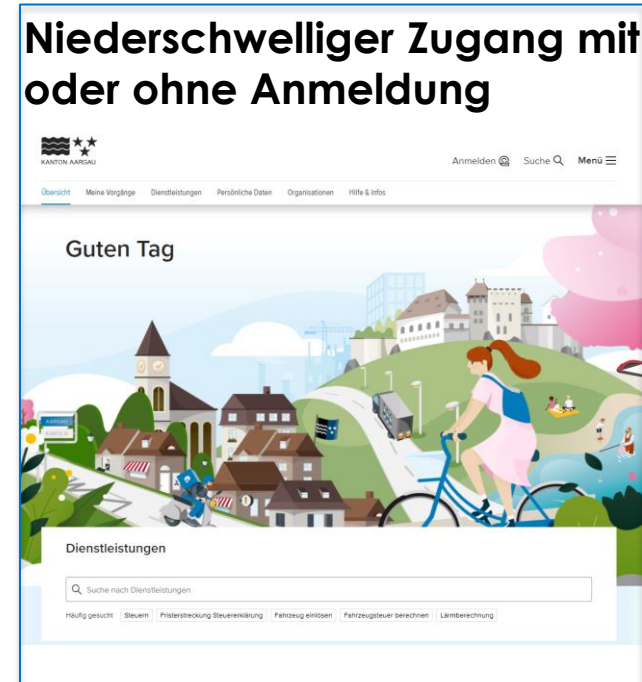 Niederschwelliger Zugang mit
oder ohne Anmeldung
KANTON AARGAU
Anmelden Suche Menü
Übersicht Meine Vorgänge Dienstleistungen Persönliche Daten Organisationen Hilfe & Infos
Guten Tag
AARGAU
Dienstleistungen
Suche nach Dienstleistungen
Häufig gesucht Steuern Fristerstreckung Steuererklärung Fahrzeug einlösen Fahrzeugsteuer berechnen Lärmberechnung